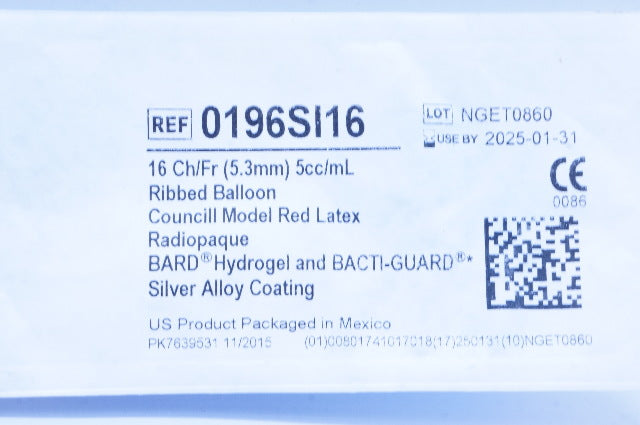 REF 0196SI16
LOT NGET0860
USE BY 2025-01-31
16 Ch/Fr (5.3mm) 5cc/mL
Ribbed Balloon
Councill Model Red Latex
Radiopaque
BARD® Hydrogel and BACTI-GUARD®*
Silver Alloy Coating
CE
0086
US Product Packaged in Mexico
PK7639531 11/2015 (01)00801741017018(17)250131(10)NGET0860